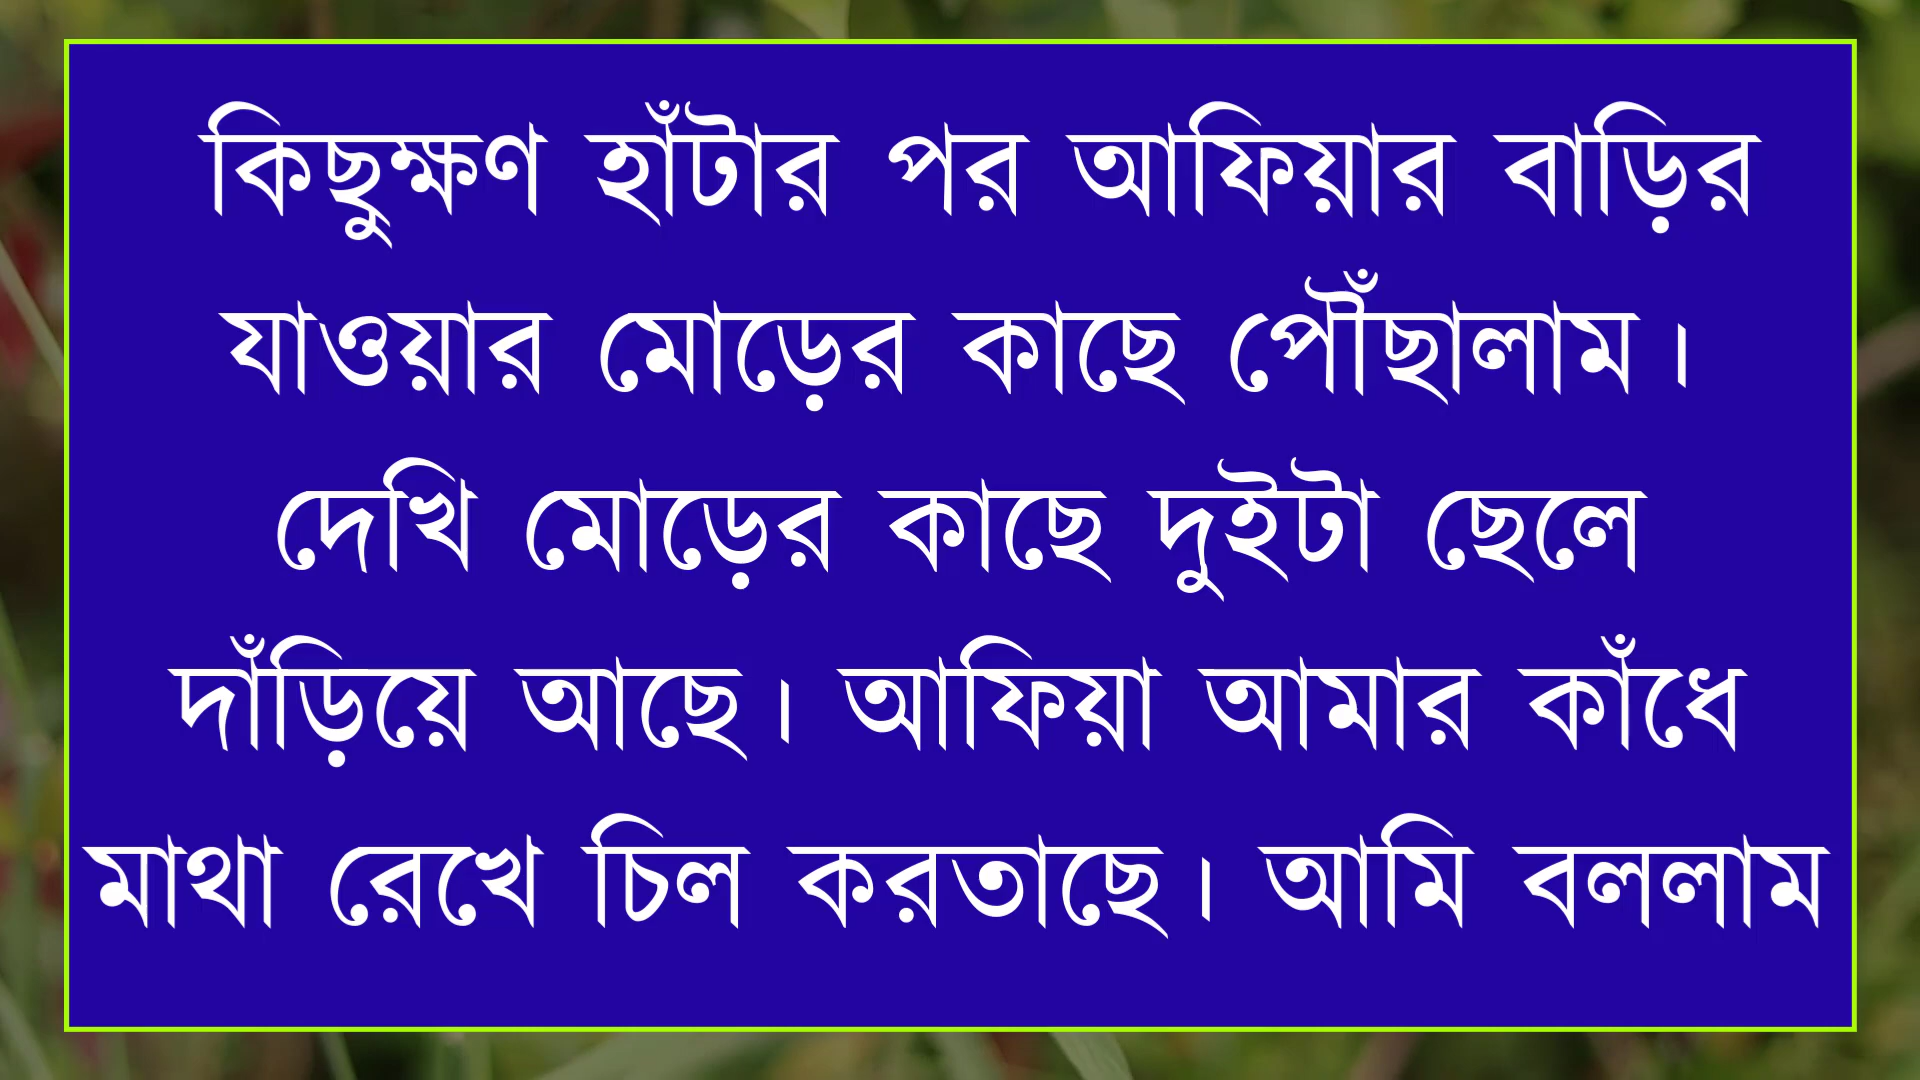 কিছুক্ষণ হাঁটার পর আফিয়ার বাড়ির
যাওয়ার মোড়ের কাছে পৌঁছালাম।
দেখি মোড়ের কাছে দুইটা ছেলে
দাঁড়িয়ে আছে। আফিয়া আমার কাঁধে
মাথা রেখে চিল করতাছে। আমি বললাম